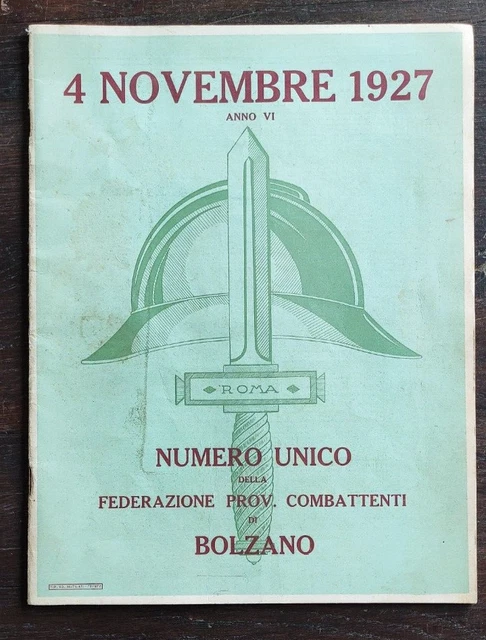 4 NOVEMBRE 1927
ANNO VI
ROMA
NUMERO UNICO
DELLA
FEDERAZIONE PROV. COMBATTENTI
DI
BOLZANO